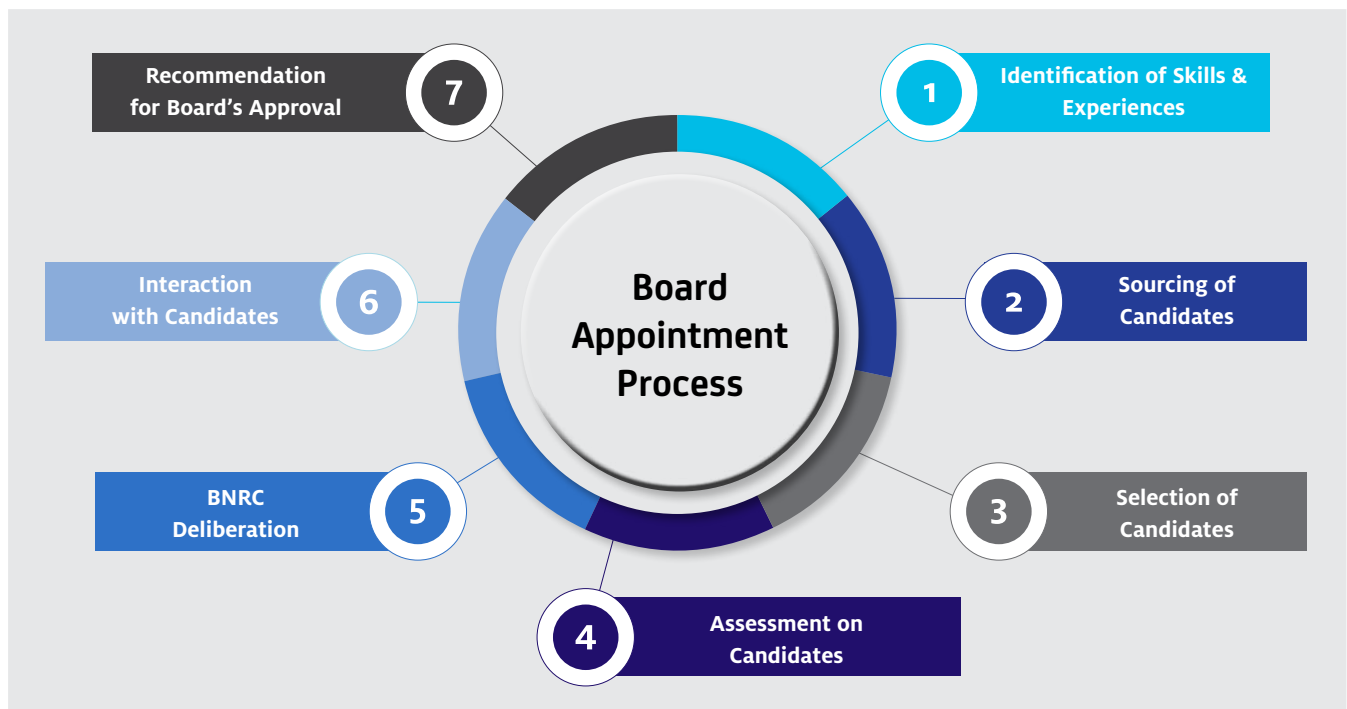 Board
Appointment
Process
1
Identification of Skills &
Experiences
2
Sourcing of
Candidates
3
Selection of
Candidates
4
Assessment on
Candidates
5
BNRC
Deliberation
6
Interaction
with Candidates
7
Recommendation
for Board’s Approval